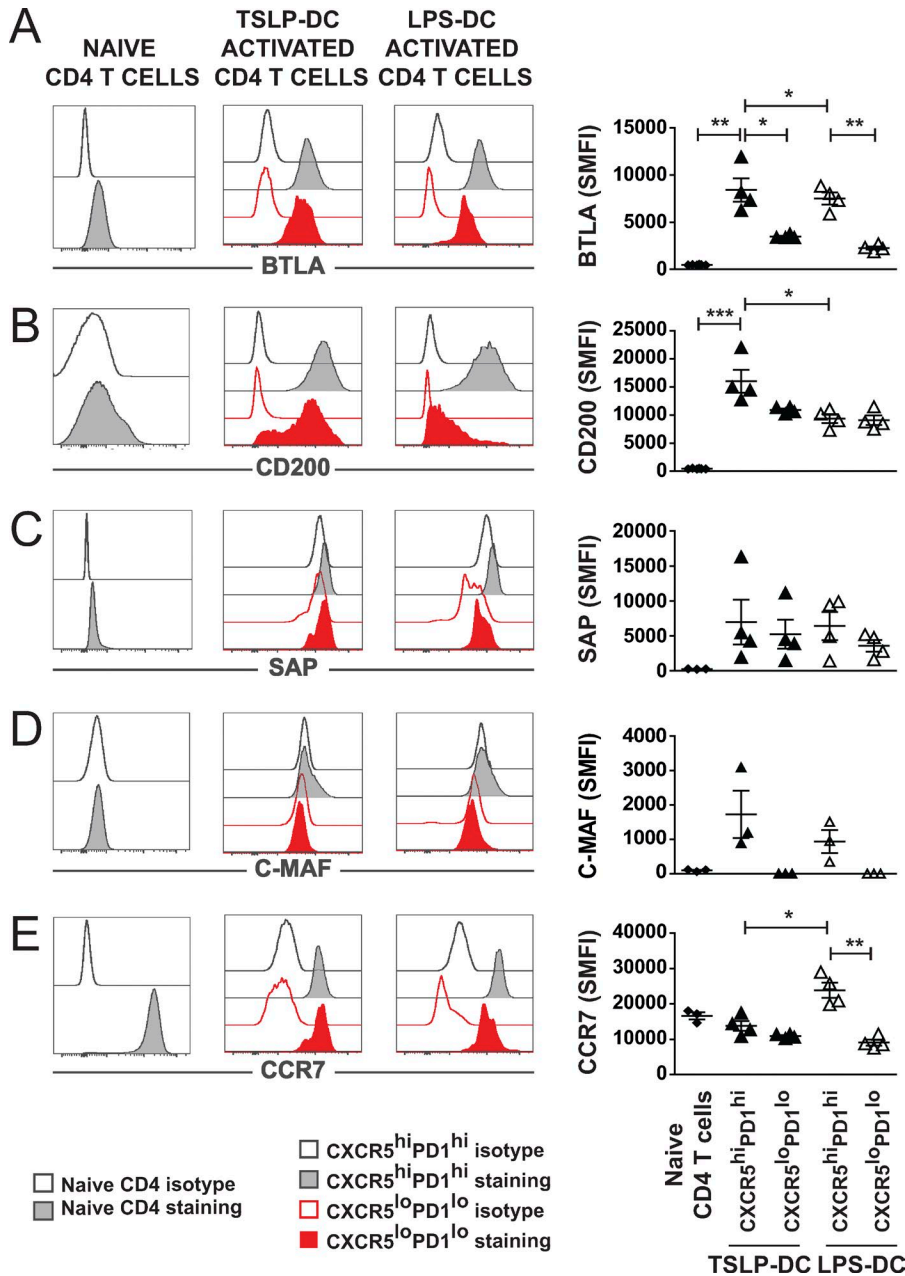 A
NAIVE
CD4 T CELLS
TSLP-DC
ACTIVATED
CD4 T CELLS
LPS-DC
ACTIVATED
CD4 T CELLS
BTLA
BTLA (SMFI)
15000
10000
5000
0
**
*
*
**
B
CD200
CD200 (SMFI)
25000
20000
15000
10000
5000
0
***
*
C
SAP
SAP (SMFI)
20000
15000
10000
5000
0
D
C-MAF
C-MAF (SMFI)
4000
3000
2000
1000
0
E
CCR7
CCR7 (SMFI)
40000
30000
20000
10000
0
*
**
Naive
CD4 T cells
CXCR5hiPD1hi
CXCR5loPD1lo
CXCR5hiPD1hi
CXCR5loPD1lo
TSLP-DC
LPS-DC
Naive CD4 isotype
Naive CD4 staining
CXCR5hiPD1hi isotype
CXCR5hiPD1hi staining
CXCR5loPD1lo isotype
CXCR5loPD1lo staining